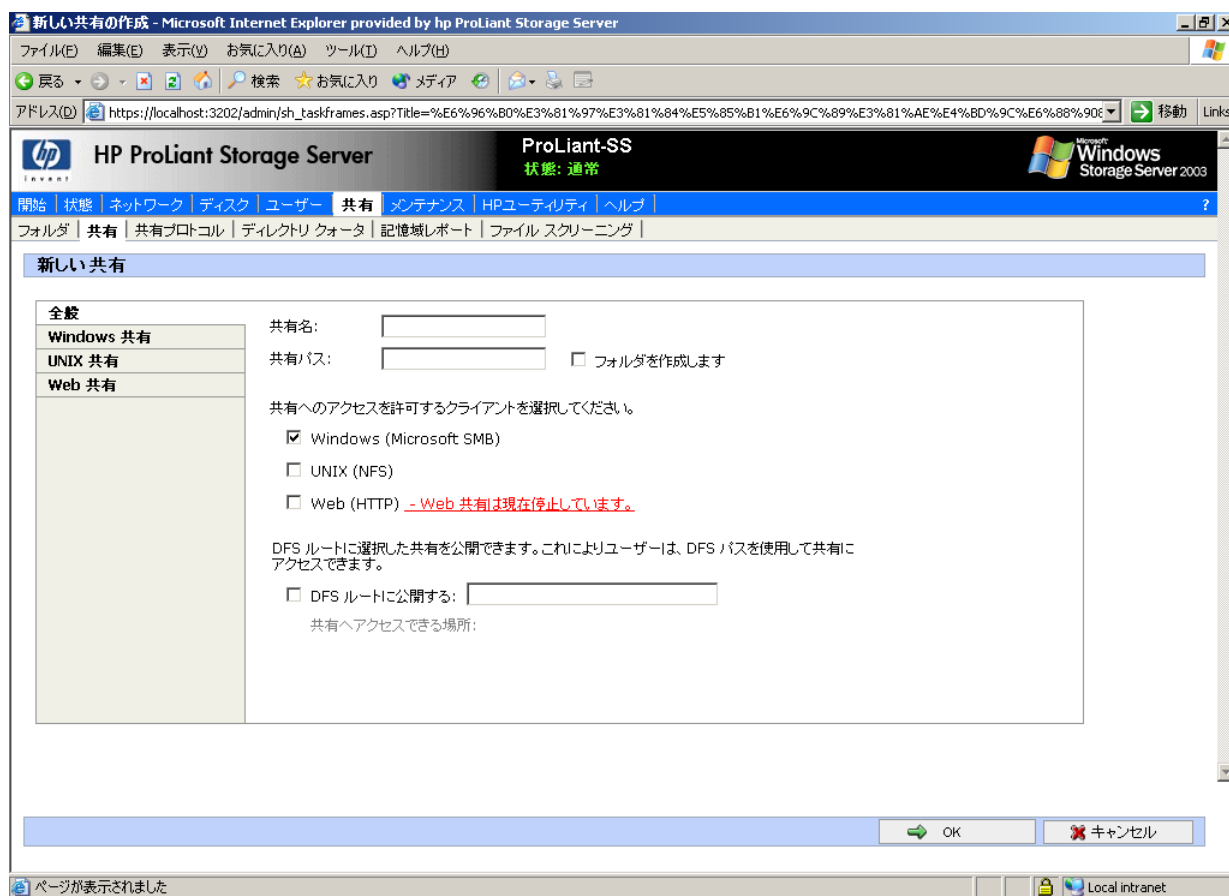 新しい共有の作成 - Microsoft Internet Explorer provided by hp ProLiant Storage Server
ファイル(F) 編集(E) 表示(V) お気に入り(A) ツール(T) ヘルプ(H)
戻る 検索 お気に入り メディア
アドレス(D) https://localhost:3202/admin/sh_taskframes.asp?Title=%E6%96%B0%E3%81%97%E3%81%84%E5%85%B1%E6%9C%89%E3%81%AE%E4%BD%9C%E6%88%90& 移動 Links
hp invent HP ProLiant Storage Server
ProLiant-SS
状態: 通常
Microsoft Windows Storage Server 2003
開始 | 状態 | ネットワーク | ディスク | ユーザー | 共有 | メンテナンス | HPユーティリティ | ヘルプ | ?
フォルダ | 共有 | 共有プロトコル | ディレクトリ クォータ | 記憶域レポート | ファイル スクリーニング |
新しい共有
全般
Windows 共有
UNIX 共有
Web 共有
共有名:
共有パス: フォルダを作成します
共有へのアクセスを許可するクライアントを選択してください。
Windows (Microsoft SMB)
UNIX (NFS)
Web (HTTP) - Web 共有は現在停止しています。
DFS ルートに選択した共有を公開できます。これによりユーザーは、DFS パスを使用して共有に
アクセスできます。
DFS ルートに公開する:
共有へアクセスできる場所:
OK キャンセル
ページが表示されました Local intranet